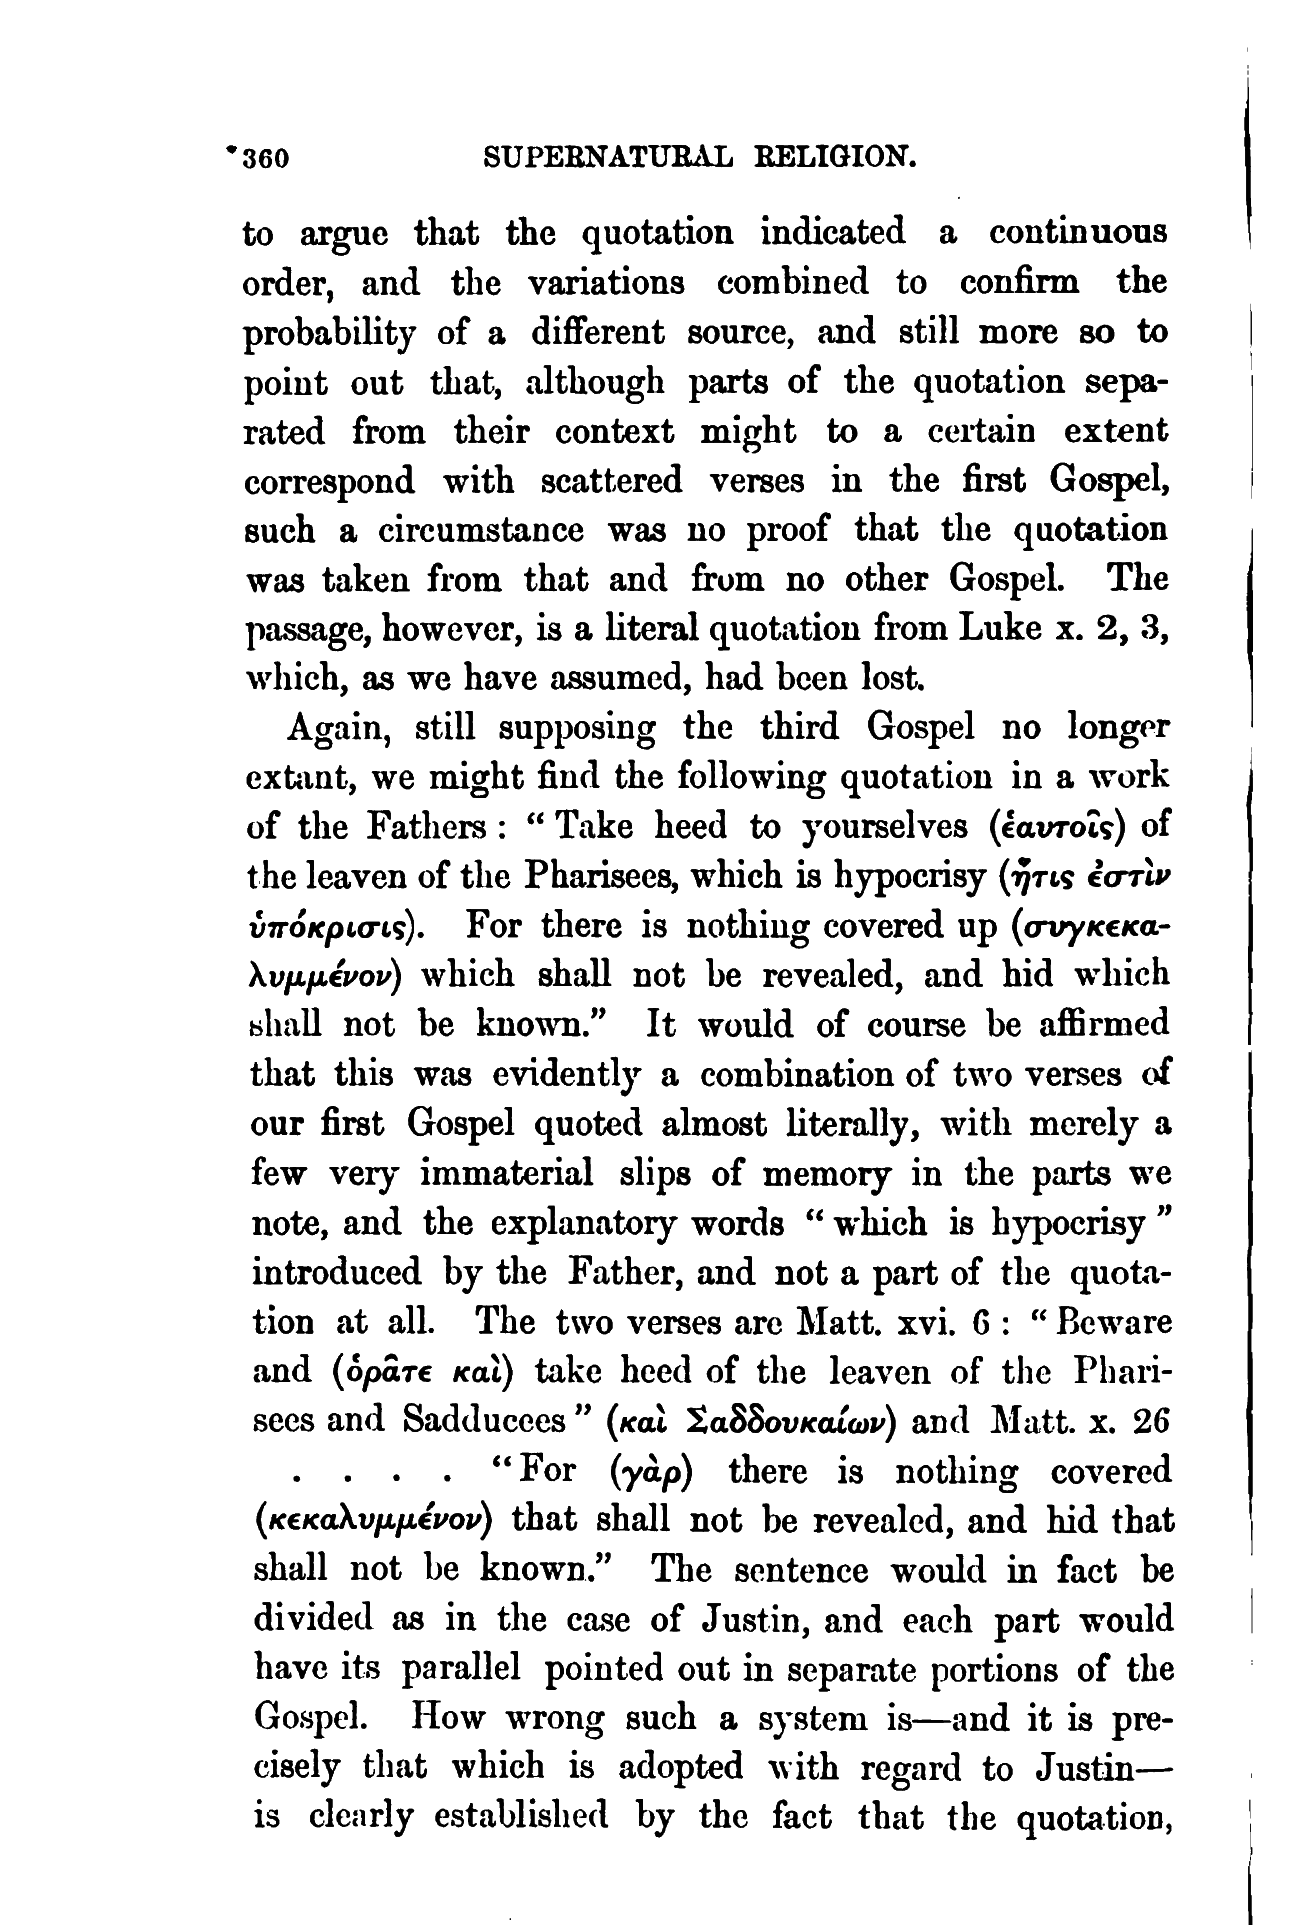 360 SUPERNATURAL RELIGION.
to argue that the quotation indicated a continuous
order, and the variations combined to confirm the
probability of a different source, and still more so to
point out that, although parts of the quotation sepa-
rated from their context might to a certain extent
correspond with scattered verses in the first Gospel,
such a circumstance was no proof that the quotation
was taken from that and from no other Gospel. The
passage, however, is a literal quotation from Luke x. 2, 3,
which, as we have assumed, had been lost.
Again, still supposing the third Gospel no longer
extant, we might find the following quotation in a work
of the Fathers : “ Take heed to yourselves (ἑαυτοῖς) of
the leaven of the Pharisees, which is hypocrisy (ἥτις ἐστὶν
ὑπόκρισις). For there is nothing covered up (συγκεκα-
λυμμένον) which shall not be revealed, and hid which
shall not be known.” It would of course be affirmed
that this was evidently a combination of two verses of
our first Gospel quoted almost literally, with merely a
few very immaterial slips of memory in the parts we
note, and the explanatory words “ which is hypocrisy ”
introduced by the Father, and not a part of the quota-
tion at all. The two verses are Matt. xvi. 6 : “ Beware
and (ὁρᾶτε καὶ) take heed of the leaven of the Phari-
sees and Sadducees ” (καὶ Σαδδουκαίων) and Matt. x. 26
. . . . “ For (γὰρ) there is nothing covered
(κεκαλυμμένον) that shall not be revealed, and hid that
shall not be known.” The sentence would in fact be
divided as in the case of Justin, and each part would
have its parallel pointed out in separate portions of the
Gospel. How wrong such a system is—and it is pre-
cisely that which is adopted with regard to Justin—
is clearly established by the fact that the quotation,